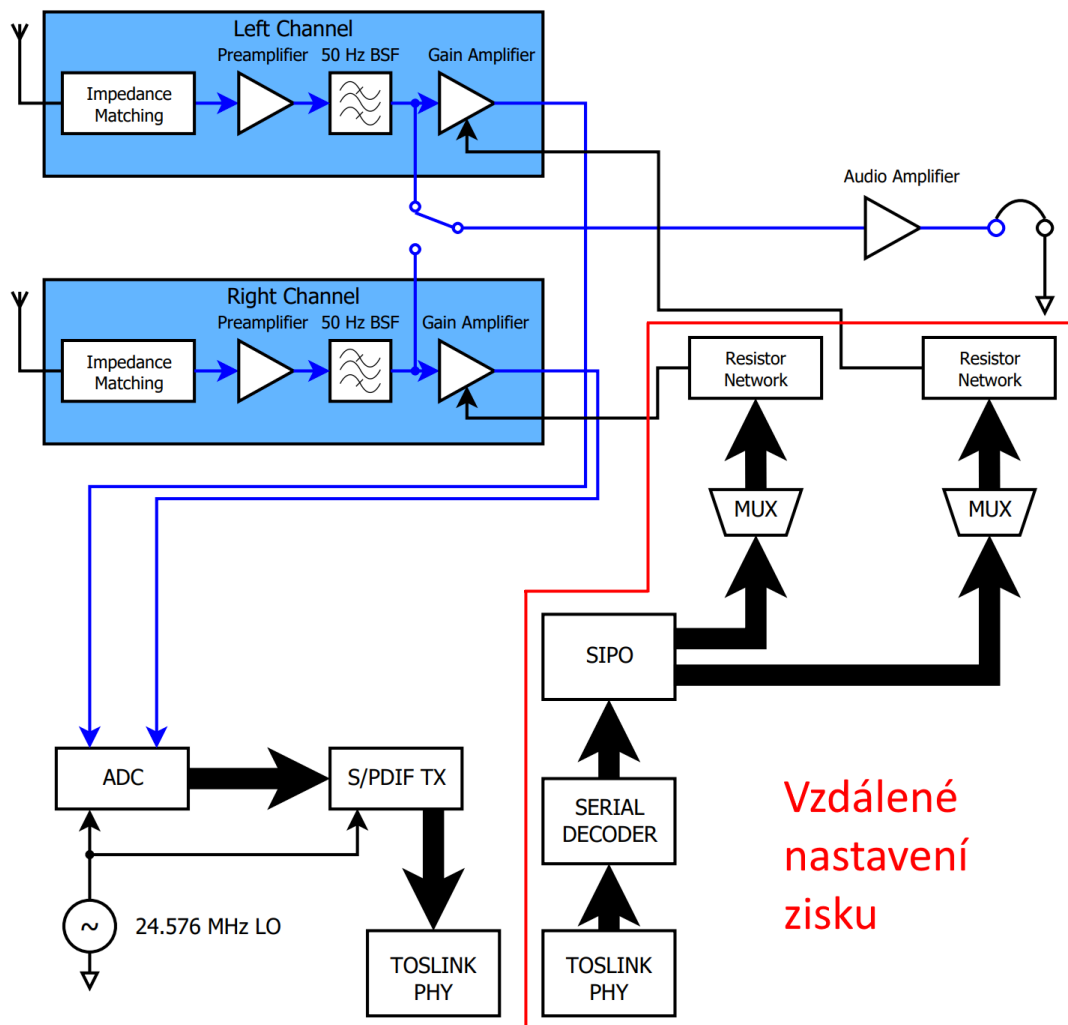 Left Channel
Preamplifier
50 Hz BSF
Gain Amplifier
Impedance
Matching
Audio Amplifier
Right Channel
Preamplifier
50 Hz BSF
Gain Amplifier
Impedance
Matching
Resistor
Network
Resistor
Network
MUX
MUX
SIPO
ADC
S/PDIF TX
SERIAL
DECODER
~
24.576 MHz LO
TOSLINK
PHY
TOSLINK
PHY
Vzdálené
nastavení
zisku